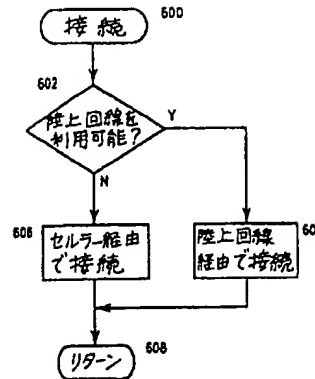 接続
600
602
陸上回線を
利用可能?
Y
N
606
セルラー経由
で接続
陸上回線
経由で接続
60
リターン
608